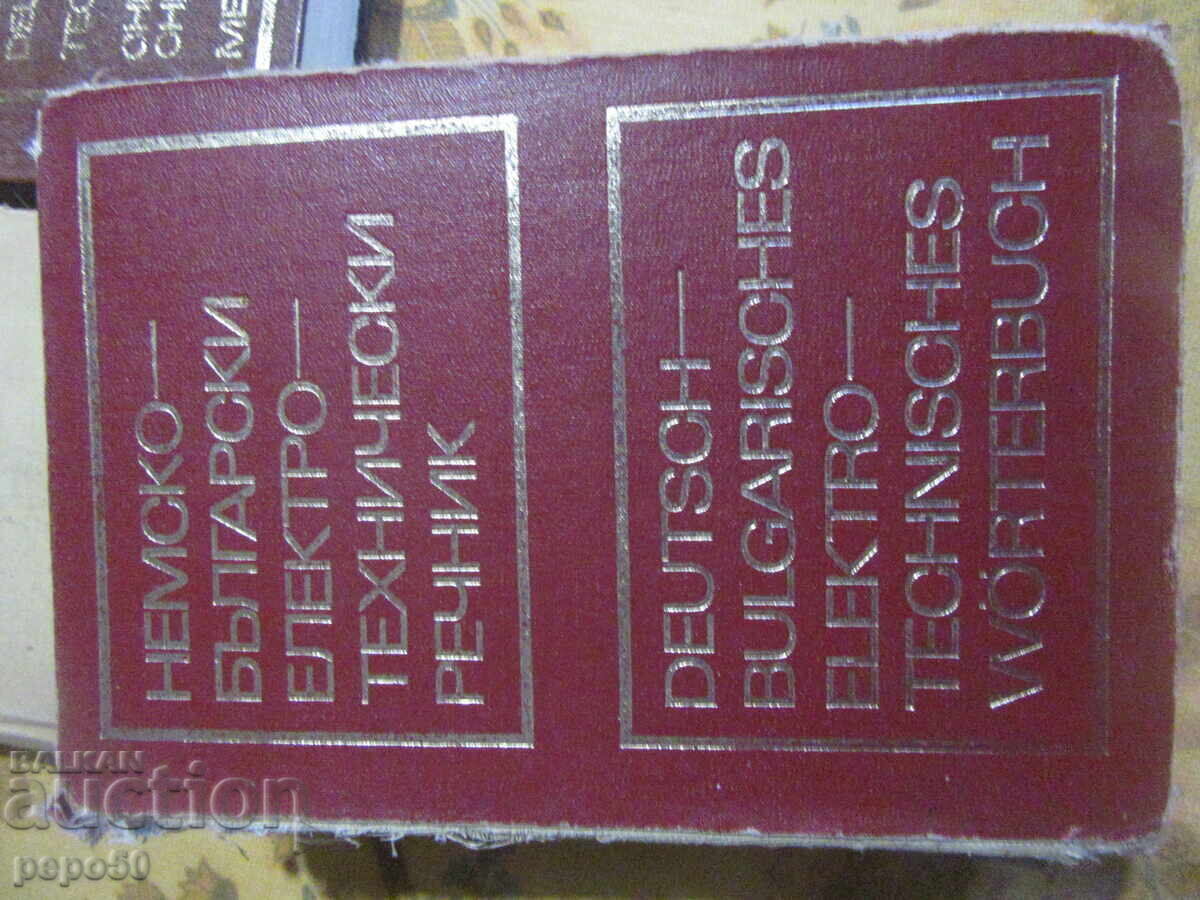 НЕМСКО—
БЪЛГАРСКИ
ЕЛЕКТРО—
ТЕХНИЧЕСКИ
РЕЧНИК
DEUTSCH—
BULGARISCHES
ELEKTRO—
TECHNISCHES
WÖRTERBUCH
BALKAN
auction
pepo50